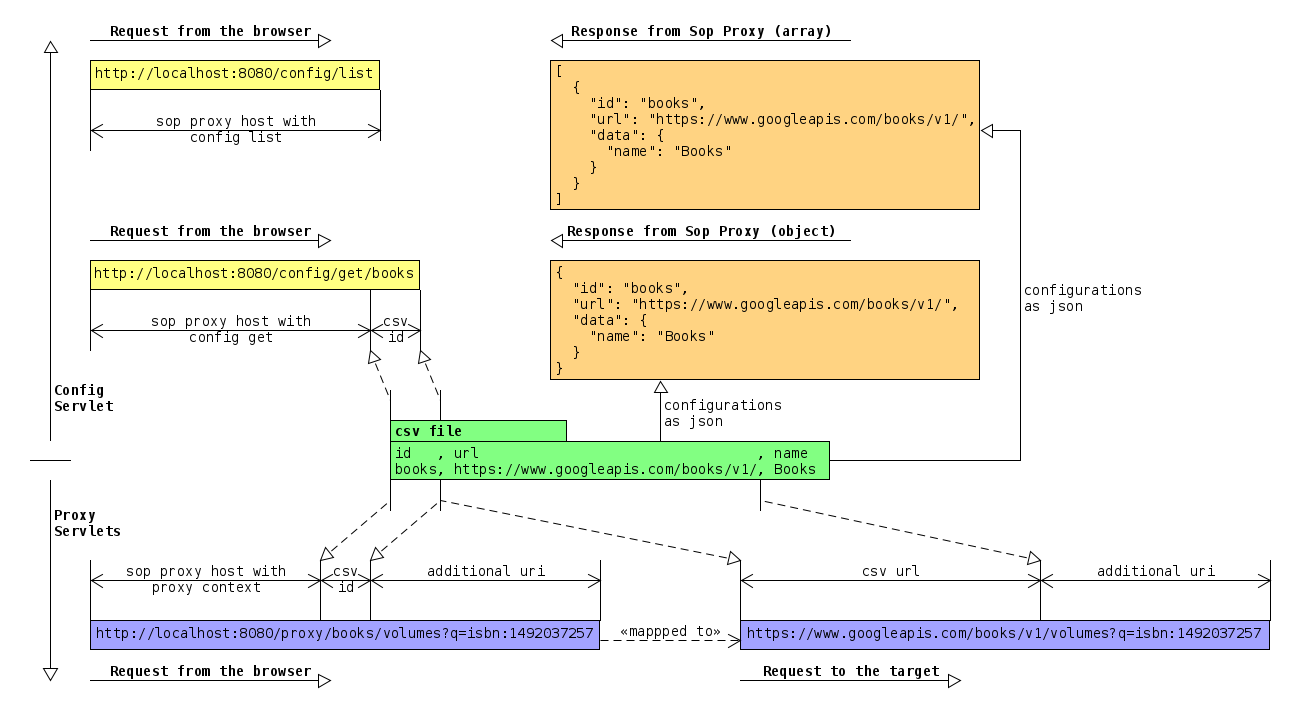 Request from the browser
Response from Sop Proxy (array)
http://localhost:8080/config/list
sop proxy host with
config list
[
  {
    "id": "books",
    "url": "https://www.googleapis.com/books/v1/",
    "data": {
      "name": "Books"
    }
  }
]
Request from the browser
Response from Sop Proxy (object)
http://localhost:8080/config/get/books
sop proxy host with
config get
csv
id
{
  "id": "books",
  "url": "https://www.googleapis.com/books/v1/",
  "data": {
    "name": "Books"
  }
}
configurations
as json
Config
Servlet
configurations
as json
csv file
id   , url                                 , name
books, https://www.googleapis.com/books/v1/, Books
Proxy
Servlets
sop proxy host with
proxy context
csv
id
additional uri
csv url
additional uri
http://localhost:8080/proxy/books/volumes?q=isbn:1492037257
«mappped to»
https://www.googleapis.com/books/v1/volumes?q=isbn:1492037257
Request from the browser
Request to the target